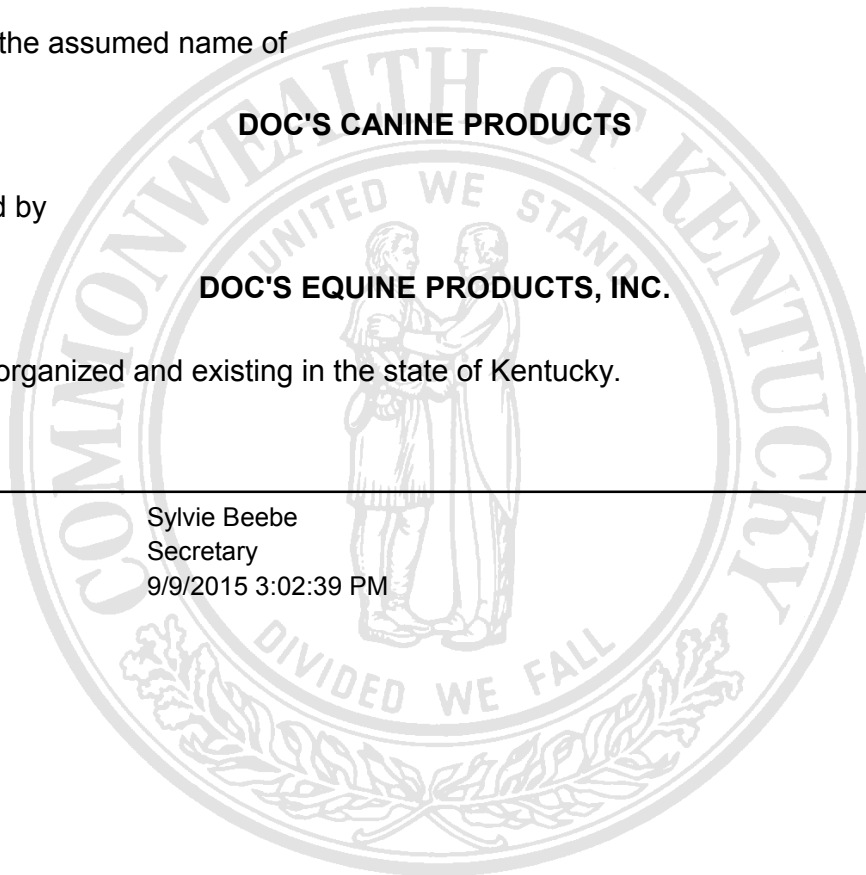 the assumed name of
DOC'S CANINE PRODUCTS
d by
DOC'S EQUINE PRODUCTS, INC.
organized and existing in the state of Kentucky.
Sylvie Beebe
Secretary
9/9/2015 3:02:39 PM
COMMONWEALTH OF KENTUCKY
UNITED WE STAND
DIVIDED WE FALL